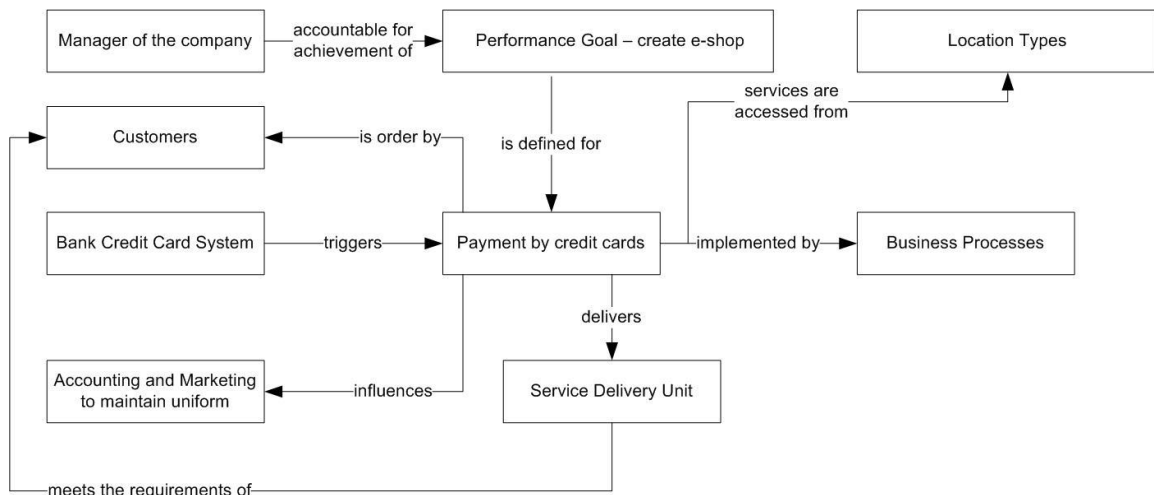 Manager of the company
accountable for
achievement of
Performance Goal – create e-shop
Location Types
services are
accessed from
Customers
is order by
is defined for
Bank Credit Card System
triggers
Payment by credit cards
implemented by
Business Processes
delivers
Accounting and Marketing
to maintain uniform
influences
Service Delivery Unit
meets the requirements of